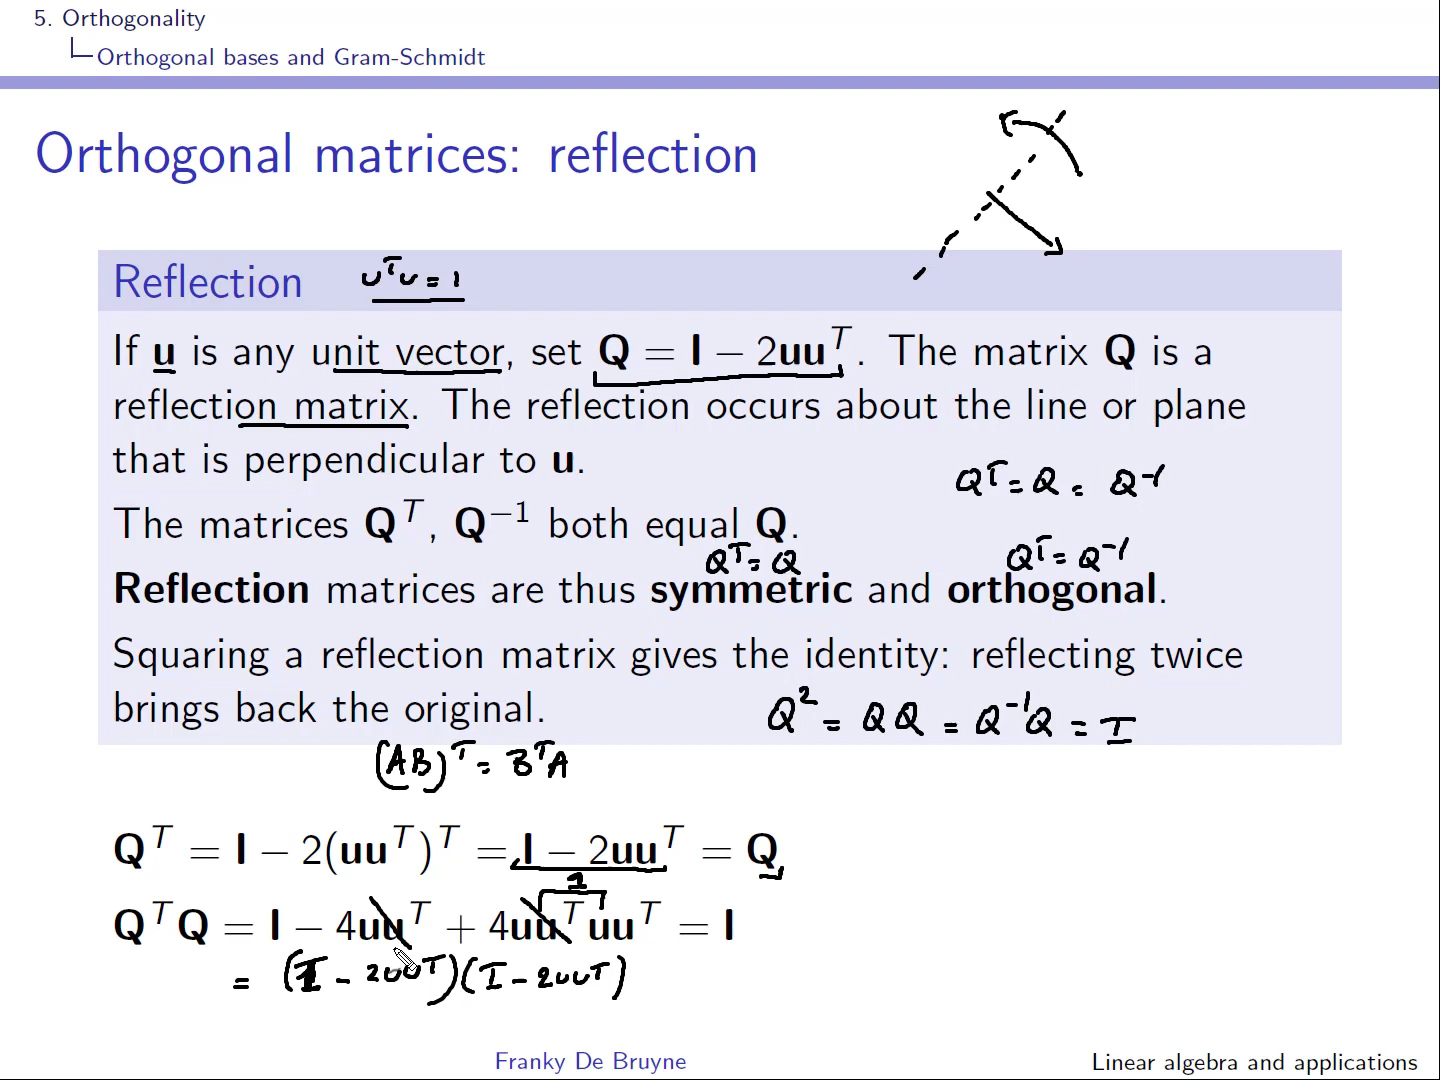 5. Orthogonality
Orthogonal bases and Gram-Schmidt
Orthogonal matrices: reflection
Reflection uᵀu = 1
If u is any unit vector, set Q = I − 2uuᵀ. The matrix Q is a
reflection matrix. The reflection occurs about the line or plane
that is perpendicular to u.
Qᵀ = Q = Q⁻¹
The matrices Qᵀ, Q⁻¹ both equal Q.
Qᵀ = Q Qᵀ = Q⁻¹
Reflection matrices are thus symmetric and orthogonal.
Squaring a reflection matrix gives the identity: reflecting twice
brings back the original.
Q² = QQ = Q⁻¹Q = I
(AB)ᵀ = BᵀA
Qᵀ = I − 2(uuᵀ)ᵀ = I − 2uuᵀ = Q
1
QᵀQ = I − 4uuᵀ + 4uuᵀuuᵀ = I
= (I − 2uuᵀ)(I − 2uuᵀ)
Franky De Bruyne
Linear algebra and applications